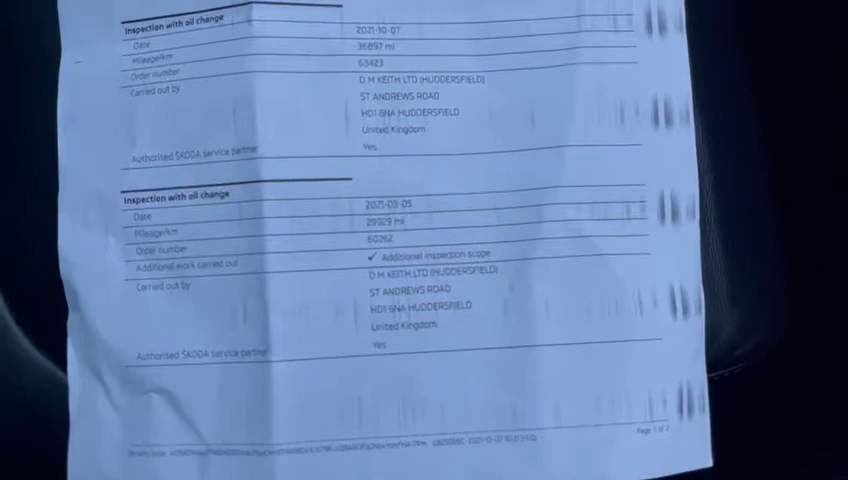 Inspection with oil change
Date 2021-10-07
Mileage/km 36897 mi
Order number 63423
Carried out by D M KEITH LTD (HUDDERSFIELD)
ST ANDREWS ROAD
HD1 6NA HUDDERSFIELD
United Kingdom
Authorised ŠKODA service partner Yes
Inspection with oil change
Date 2021-03-05
Mileage/km 29929 mi
Order number 60262
Additional work carried out ✓ Additional inspection scope
Carried out by D M KEITH LTD (HUDDERSFIELD)
ST ANDREWS ROAD
HD1 6NA HUDDERSFIELD
United Kingdom
Authorised ŠKODA service partner Yes
Page 1 of 2